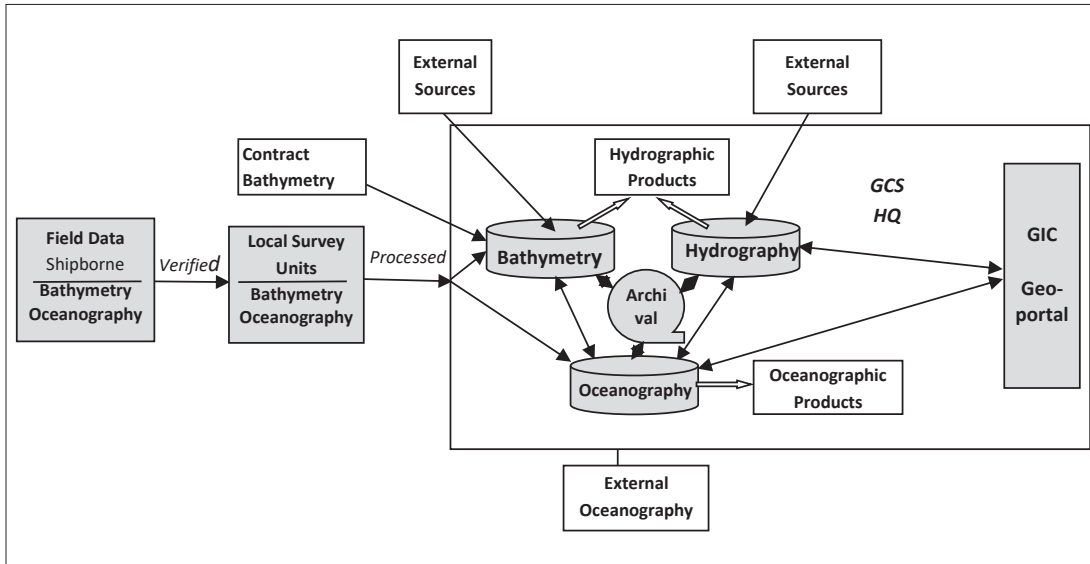 External
Sources
External
Sources
Contract
Bathymetry
Hydrographic
Products
GCS
HQ
Field Data
Shipborne
Bathymetry
Oceanography
Verified
Local Survey
Units
Bathymetry
Oceanography
Processed
Bathymetry
Hydrography
Archi
val
GIC
Geo-
portal
Oceanography
Oceanographic
Products
External
Oceanography